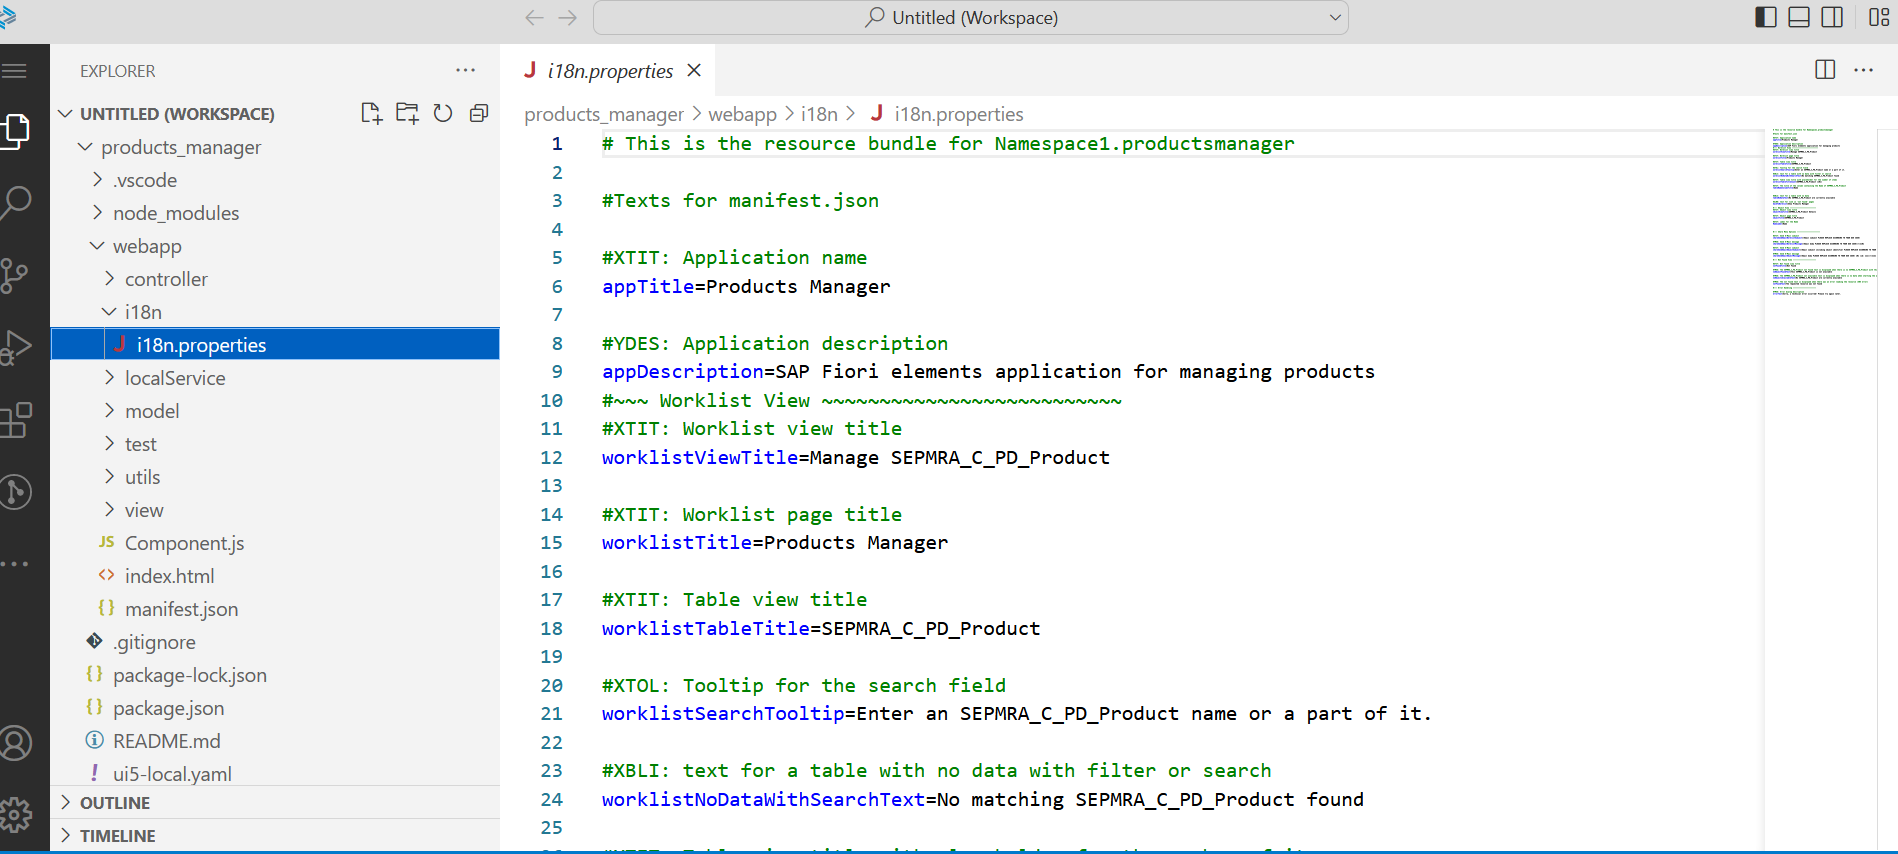 Untitled (Workspace)
EXPLORER
UNTITLED (WORKSPACE)
products_manager
.vscode
node_modules
webapp
controller
i18n
J i18n.properties
localService
model
test
utils
view
JS Component.js
<> index.html
{} manifest.json
.gitignore
{} package-lock.json
{} package.json
README.md
! ui5-local.yaml
OUTLINE
TIMELINE
J i18n.properties
products_manager > webapp > i18n > J i18n.properties
1 # This is the resource bundle for Namespace1.productsmanager
2
3 #Texts for manifest.json
4
5 #XTIT: Application name
6 appTitle=Products Manager
7
8 #YDES: Application description
9 appDescription=SAP Fiori elements application for managing products
10 #~~~ Worklist View ~~~~~~~~~~~~~~~~~~~~~~~~~~
11 #XTIT: Worklist view title
12 worklistViewTitle=Manage SEPMRA_C_PD_Product
13
14 #XTIT: Worklist page title
15 worklistTitle=Products Manager
16
17 #XTIT: Table view title
18 worklistTableTitle=SEPMRA_C_PD_Product
19
20 #XTOL: Tooltip for the search field
21 worklistSearchTooltip=Enter an SEPMRA_C_PD_Product name or a part of it.
22
23 #XBLI: text for a table with no data with filter or search
24 worklistNoDataWithSearchText=No matching SEPMRA_C_PD_Product found
25